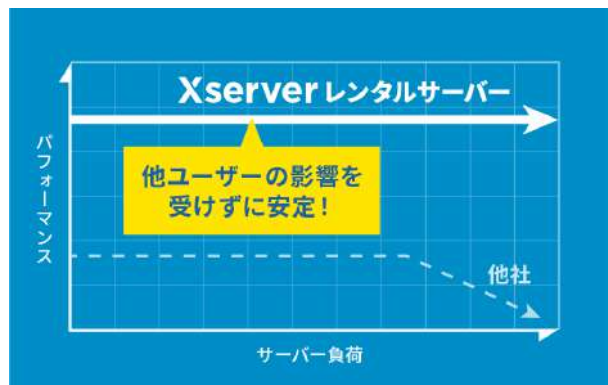 Xserver レンタルサーバー
他ユーザーの影響を
受けずに安定！
パフォーマンス
他社
サーバー負荷